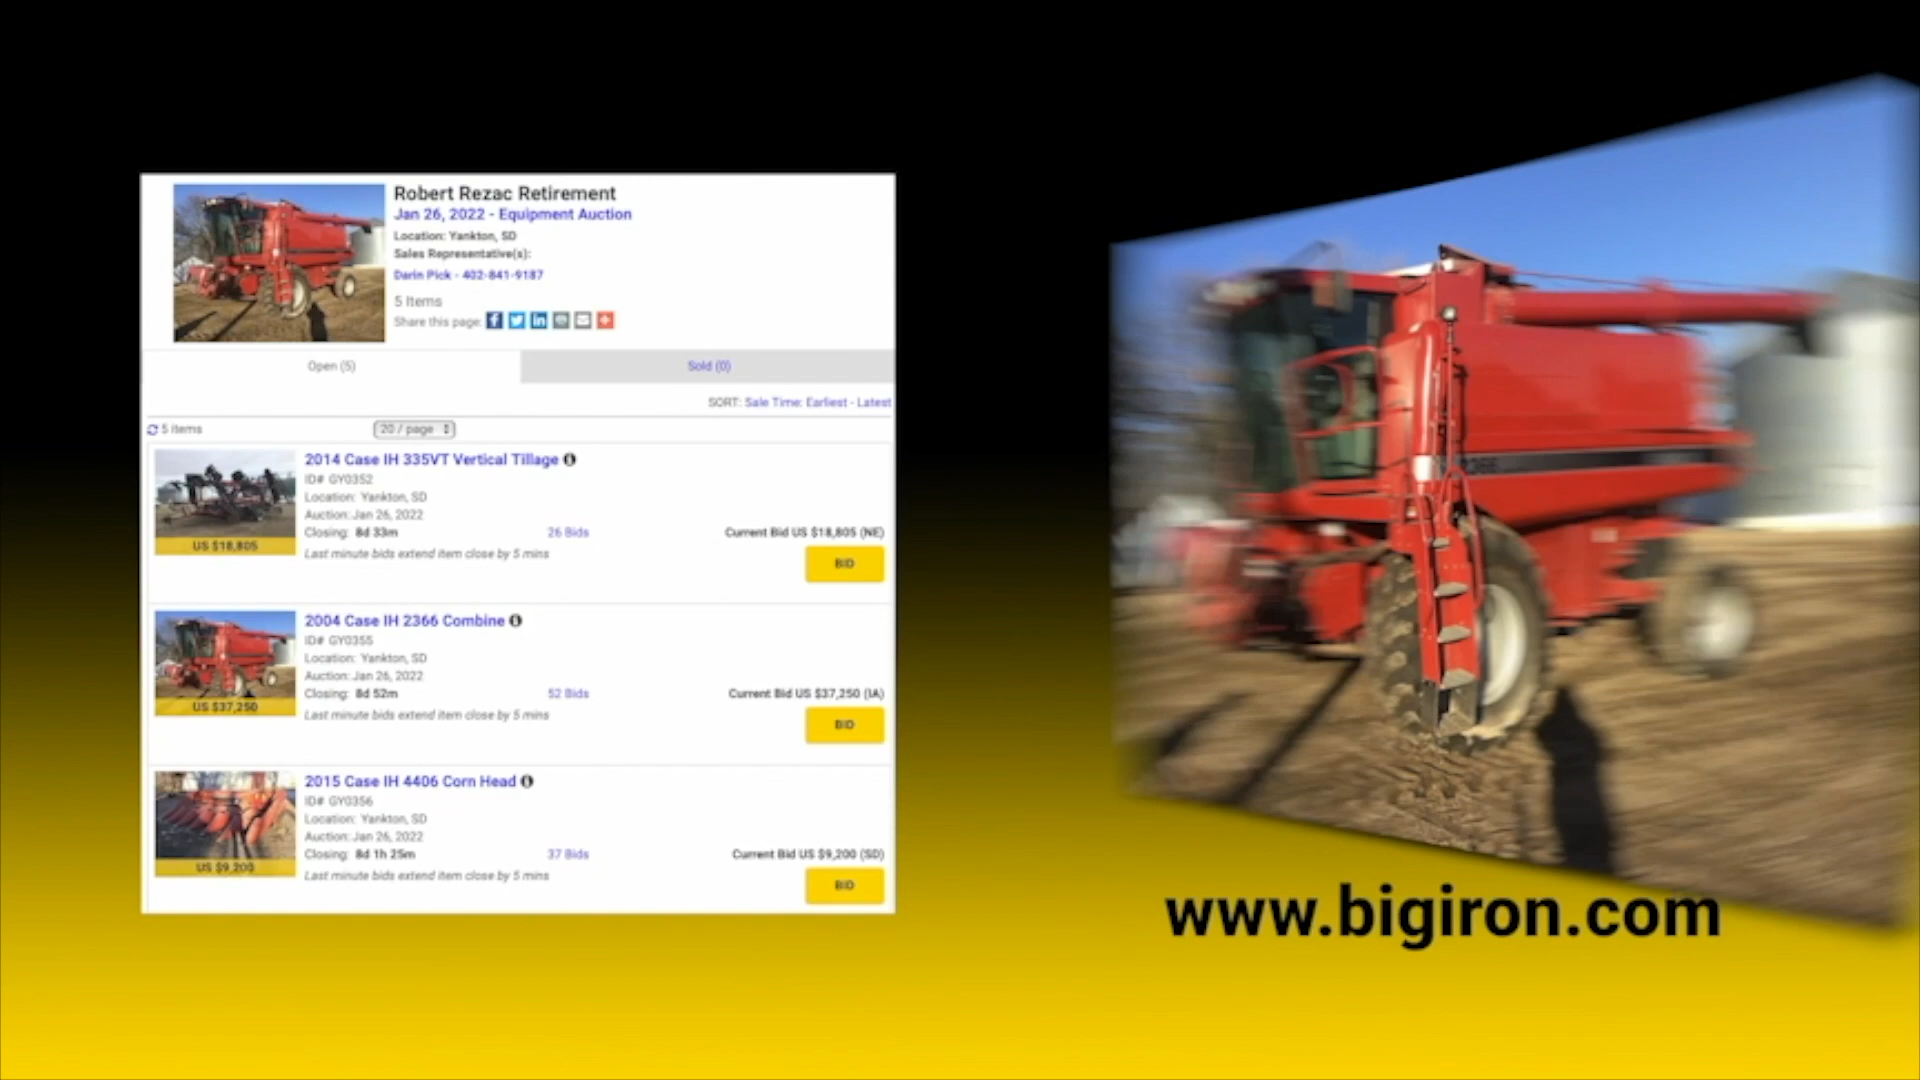 Robert Rezac Retirement
Jan 26, 2022 - Equipment Auction
Location: Yankton, SD
Sales Representative(s):
Darin Pick - 402-841-9187
5 Items
Share this page:
Open (5)
Sold (0)
SORT: Sale Time: Earliest - Latest
5 items
20 / page
2014 Case IH 335VT Vertical Tillage
ID# GY0352
Location: Yankton, SD
Auction: Jan 26, 2022
Closing: 8d 33m
26 Bids
Current Bid US $18,805 (NE)
US $18,805
Last minute bids extend item close by 5 mins
BID
2004 Case IH 2366 Combine
ID# GY0355
Location: Yankton, SD
Auction: Jan 26, 2022
Closing: 8d 52m
52 Bids
Current Bid US $37,250 (IA)
US $37,250
Last minute bids extend item close by 5 mins
BID
2015 Case IH 4406 Corn Head
ID# GY0356
Location: Yankton, SD
Auction: Jan 26, 2022
Closing: 8d 1h 25m
37 Bids
Current Bid US $9,200 (SD)
US $9,200
Last minute bids extend item close by 5 mins
BID
2366
www.bigiron.com